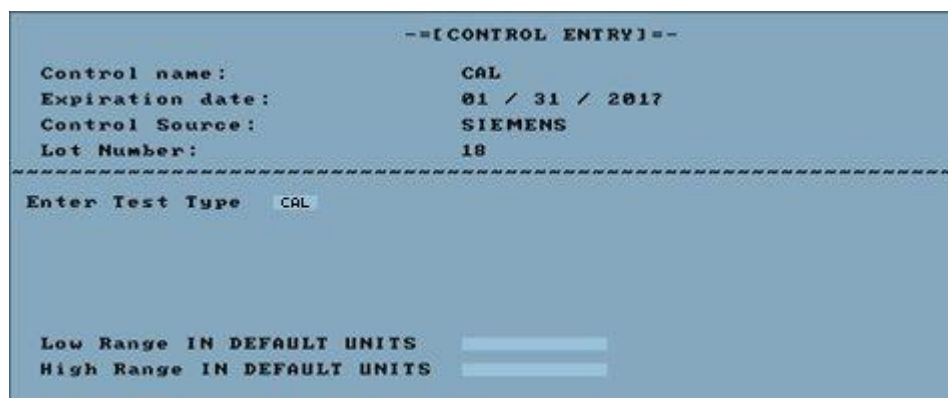 -=[CONTROL ENTRY]=-
Control name: CAL
Expiration date: 01 / 31 / 2017
Control Source: SIEMENS
Lot Number: 18
~~~~~~~~~~~~~~~~~~~~~~~~~~~~~~~~~~~~~~~~~~~~~~~~~~~~~~~~~~~~~~~~~~~~~~~~~~~~~~
Enter Test Type CAL
Low Range IN DEFAULT UNITS
High Range IN DEFAULT UNITS